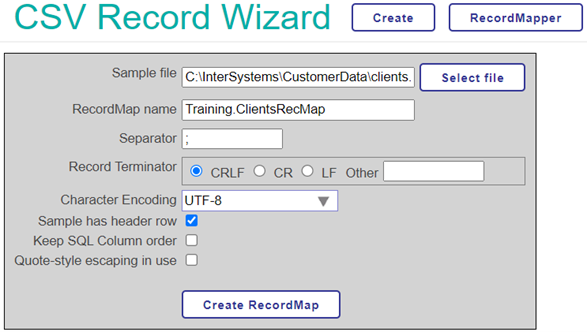 CSV Record Wizard Create RecordMapper
Sample file C:\InterSystems\CustomerData\clients. Select file
RecordMap name Training.ClientsRecMap
Separator ;
Record Terminator CRLF CR LF Other
Character Encoding UTF-8
Sample has header row
Keep SQL Column order
Quote-style escaping in use
Create RecordMap